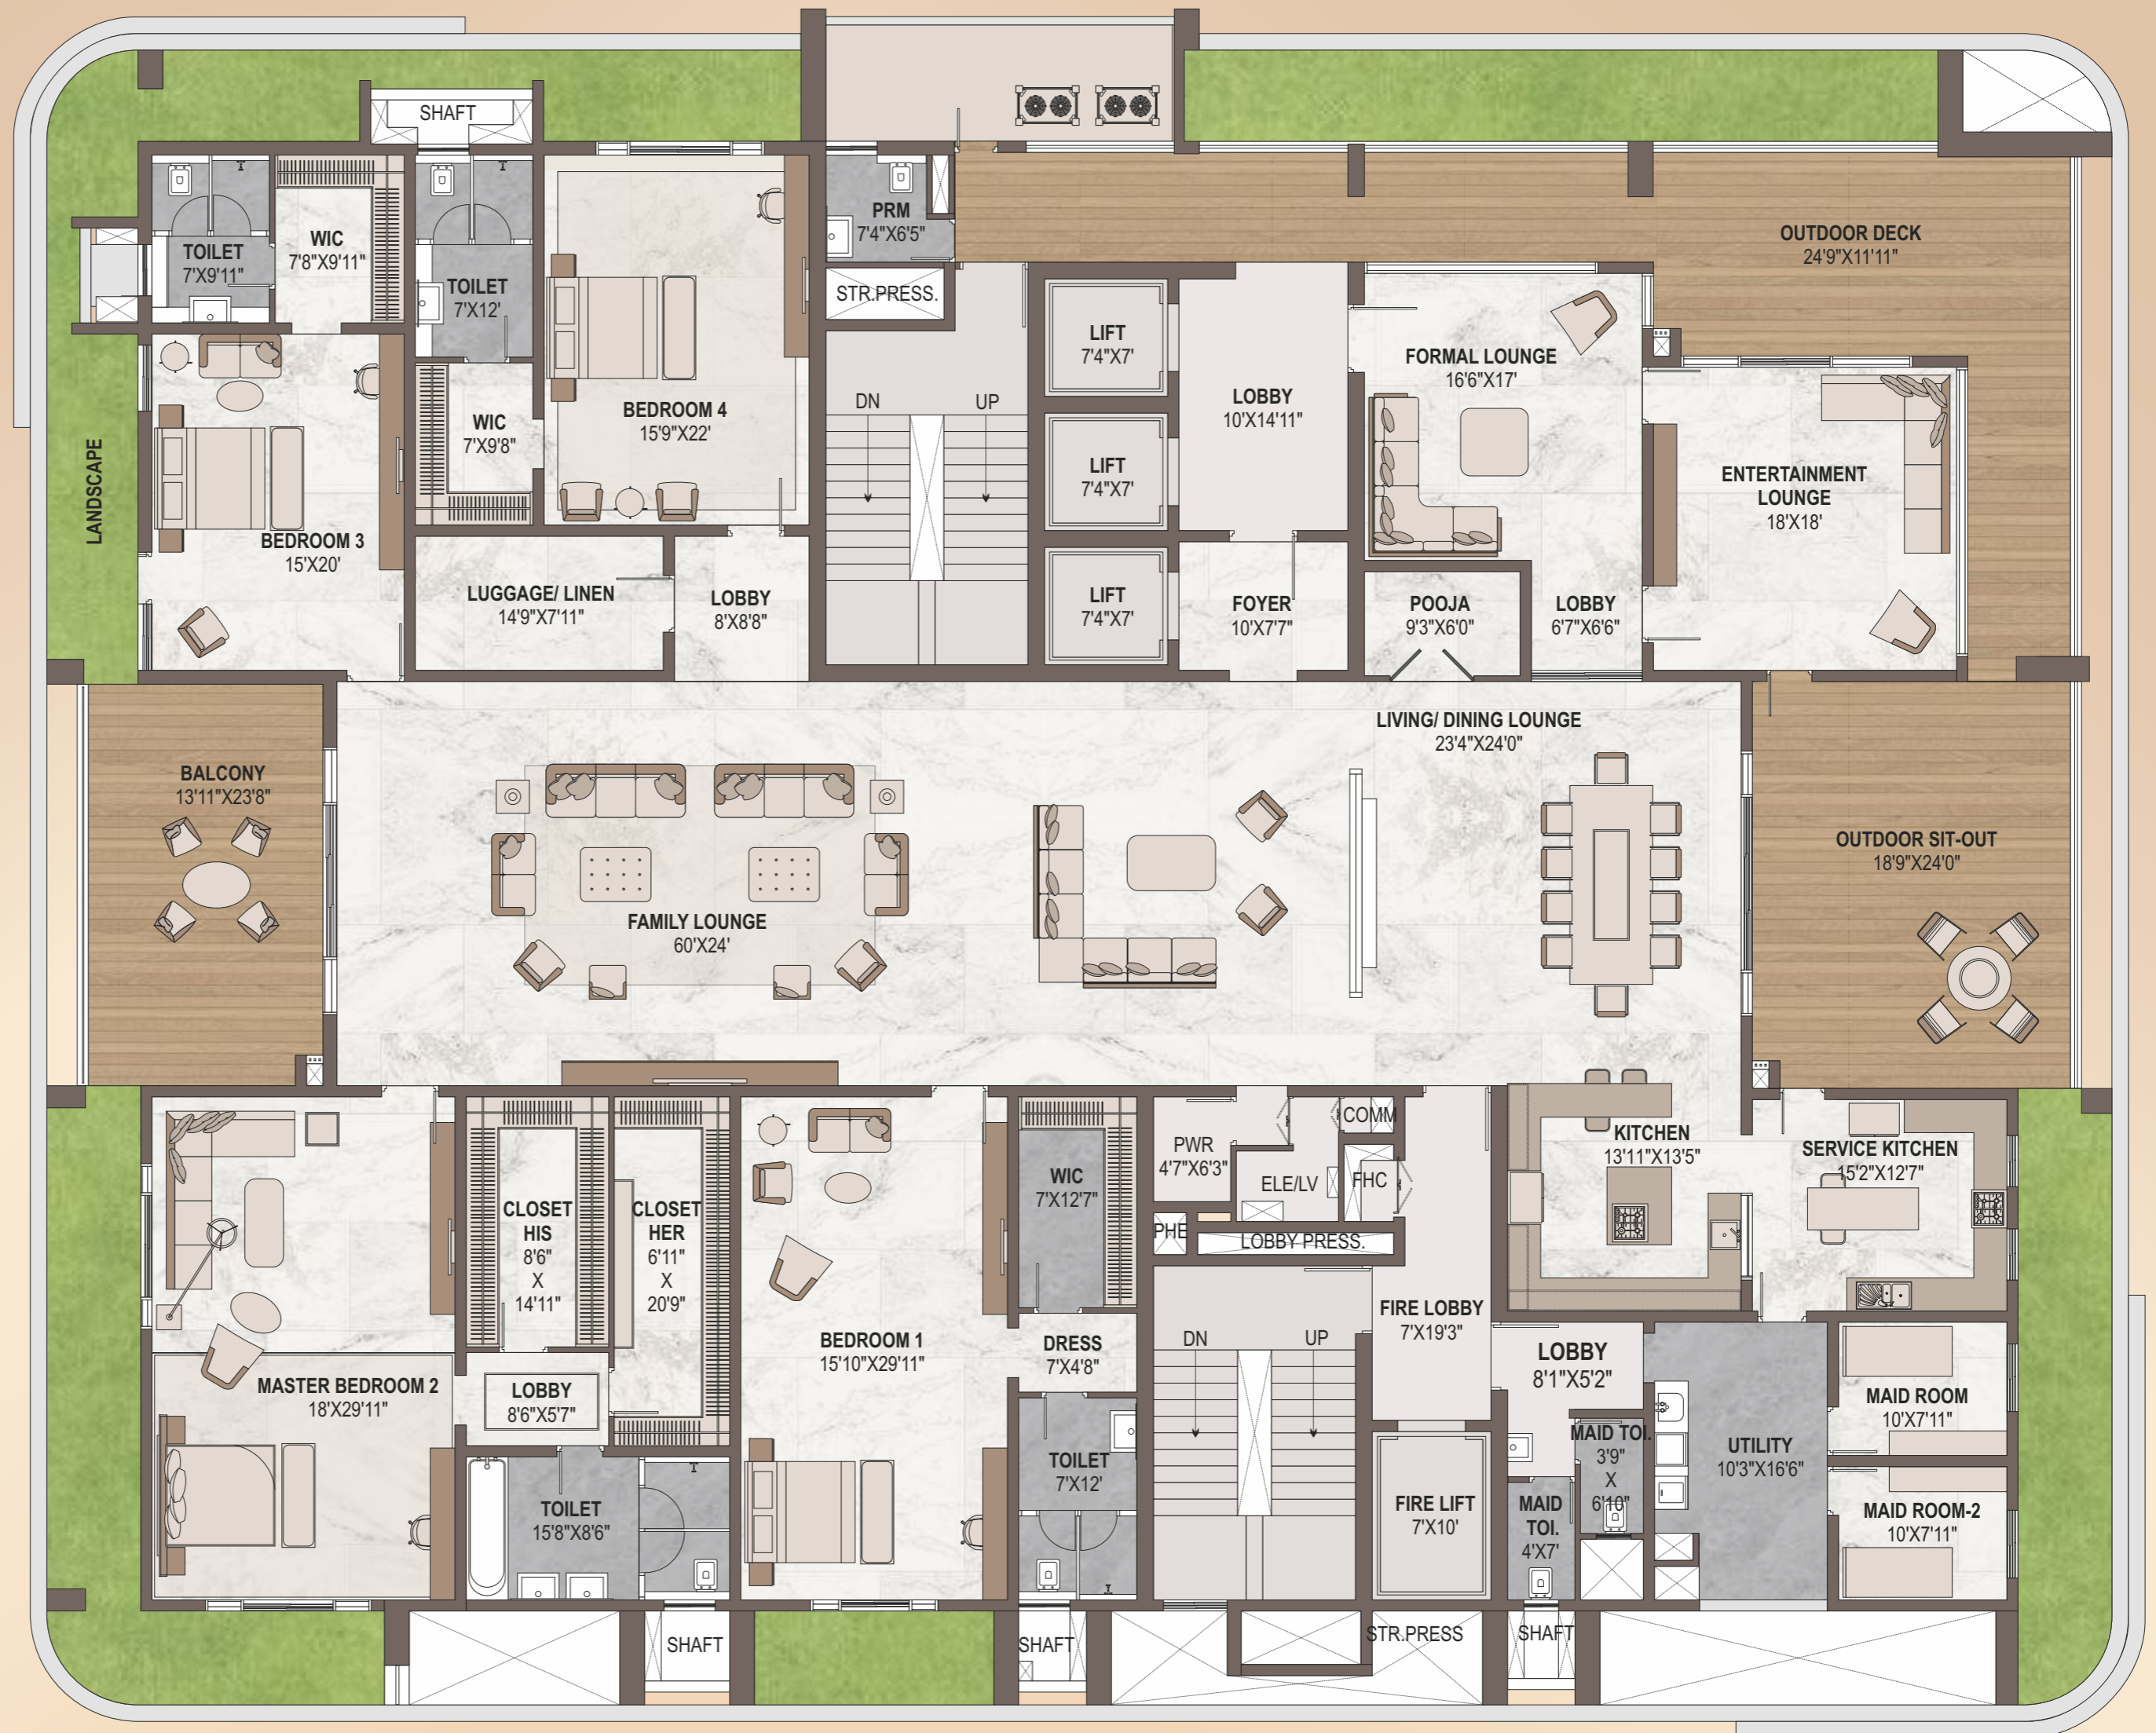 SHAFT
TOILET
7'X9'11"
WIC
7'8"X9'11"
TOILET
7'X12'
WIC
7'X9'8"
BEDROOM 4
15'9"X22'
PRM
7'4"X6'5"
STR.PRESS.
DN
UP
LIFT
7'4"X7'
LIFT
7'4"X7'
LIFT
7'4"X7'
LOBBY
10'X14'11"
FORMAL LOUNGE
16'6"X17'
OUTDOOR DECK
24'9"X11'11"
ENTERTAINMENT
LOUNGE
18'X18'
LANDSCAPE
BEDROOM 3
15'X20'
LUGGAGE/ LINEN
14'9"X7'11"
LOBBY
8'X8'8"
FOYER
10'X7'7"
POOJA
9'3"X6'0"
LOBBY
6'7"X6'6"
BALCONY
13'11"X23'8"
FAMILY LOUNGE
60'X24'
LIVING/ DINING LOUNGE
23'4"X24'0"
OUTDOOR SIT-OUT
18'9"X24'0"
MASTER BEDROOM 2
18'X29'11"
CLOSET
HIS
8'6"
X
14'11"
CLOSET
HER
6'11"
X
20'9"
LOBBY
8'6"X5'7"
TOILET
15'8"X8'6"
BEDROOM 1
15'10"X29'11"
WIC
7'X12'7"
DRESS
7'X4'8"
TOILET
7'X12'
PWR
4'7"X6'3"
COMM
ELE/LV
FHC
PHE
LOBBY PRESS.
DN
UP
FIRE LOBBY
7'X19'3"
FIRE LIFT
7'X10'
KITCHEN
13'11"X13'5"
SERVICE KITCHEN
15'2"X12'7"
LOBBY
8'1"X5'2"
MAID TOI.
3'9"
X
6'10"
MAID
TOI.
4'X7'
UTILITY
10'3"X16'6"
MAID ROOM
10'X7'11"
MAID ROOM-2
10'X7'11"
SHAFT
SHAFT
STR.PRESS
SHAFT